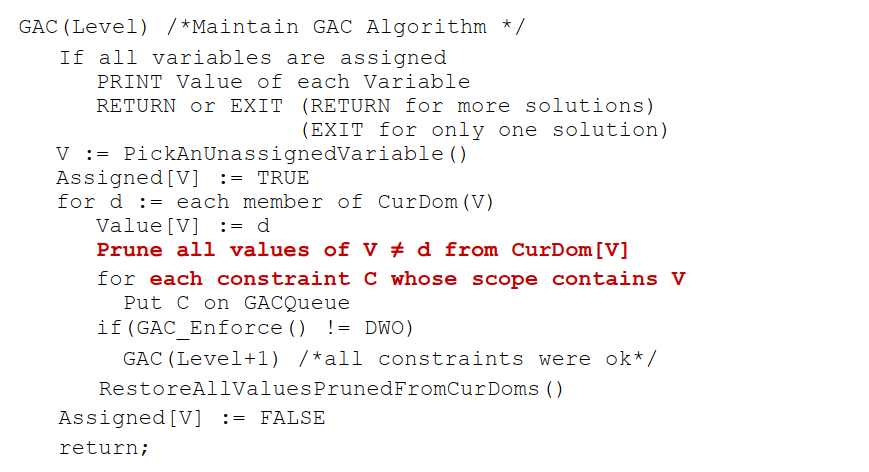 GAC(Level) /*Maintain GAC Algorithm */
If all variables are assigned
PRINT Value of each Variable
RETURN or EXIT (RETURN for more solutions)
(EXIT for only one solution)
V := PickAnUnassignedVariable()
Assigned[V] := TRUE
for d := each member of CurDom(V)
Value[V] := d
Prune all values of V ≠ d from CurDom[V]
for each constraint C whose scope contains V
Put C on GACQueue
if(GAC_Enforce() != DWO)
GAC(Level+1) /*all constraints were ok*/
RestoreAllValuesPrunedFromCurDoms()
Assigned[V] := FALSE
return;